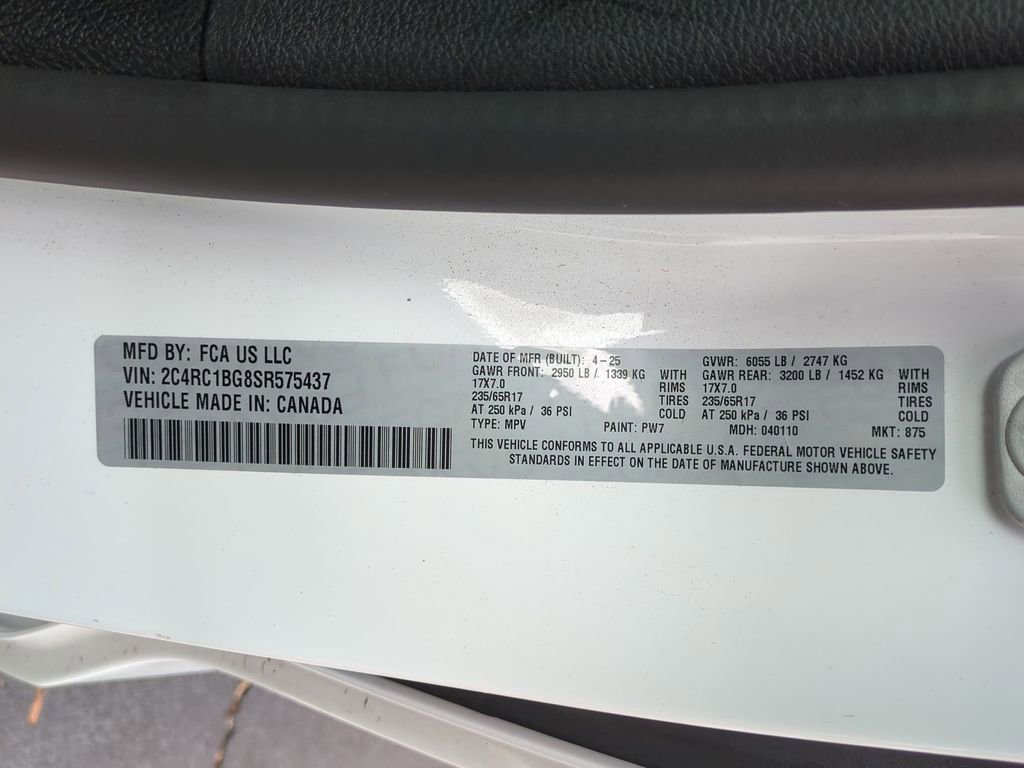 MFD BY: FCA US LLC
VIN: 2C4RC1BG8SR575437
VEHICLE MADE IN: CANADA
DATE OF MFR (BUILT): 4-25
GAWR FRONT: 2950 LB / 1339 KG WITH
17X7.0 RIMS
235/65R17 TIRES
AT 250 kPa / 36 PSI COLD
TYPE: MPV PAINT: PW7
GVWR: 6055 LB / 2747 KG
GAWR REAR: 3200 LB / 1452 KG WITH
17X7.0 RIMS
235/65R17 TIRES
AT 250 kPa / 36 PSI COLD
MDH: 040110 MKT: 875
THIS VEHICLE CONFORMS TO ALL APPLICABLE U.S.A. FEDERAL MOTOR VEHICLE SAFETY
STANDARDS IN EFFECT ON THE DATE OF MANUFACTURE SHOWN ABOVE.